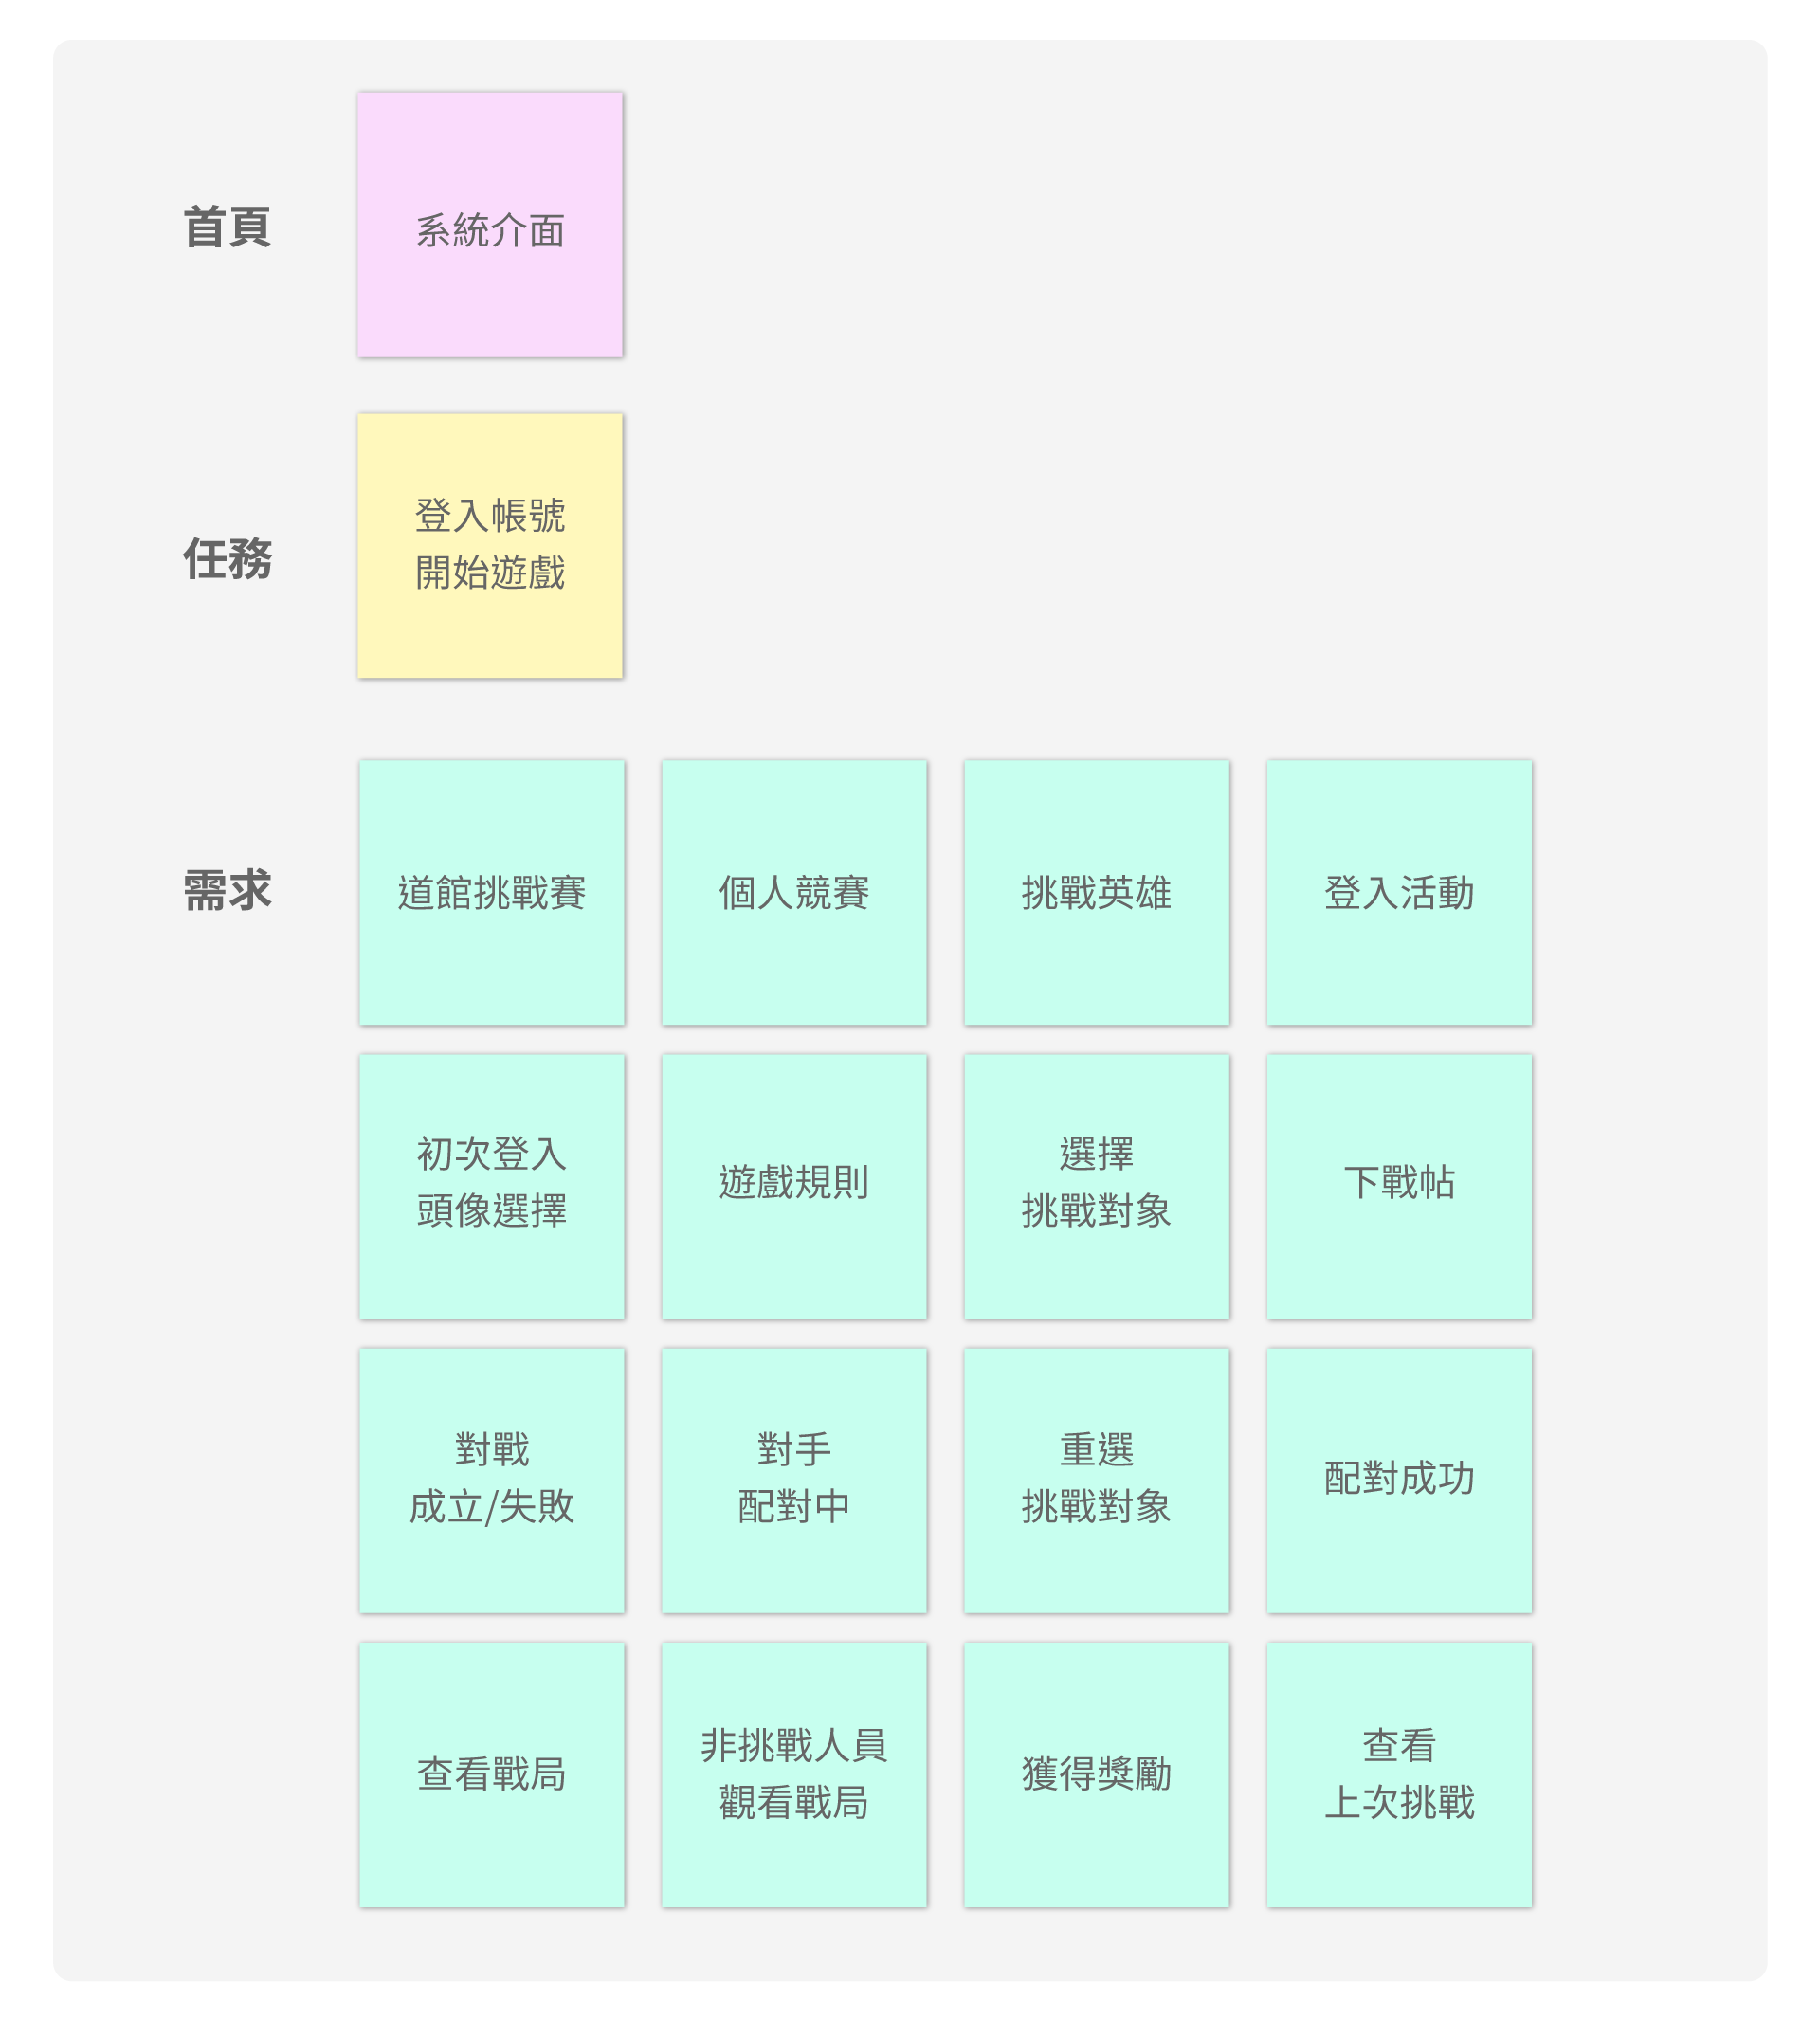 首頁
系統介面
任務
登入帳號
開始遊戲
需求
道館挑戰賽
個人競賽
挑戰英雄
登入活動
初次登入
頭像選擇
遊戲規則
選擇
挑戰對象
下戰帖
對戰
成立/失敗
對手
配對中
重選
挑戰對象
配對成功
查看戰局
非挑戰人員
觀看戰局
獲得獎勵
查看
上次挑戰